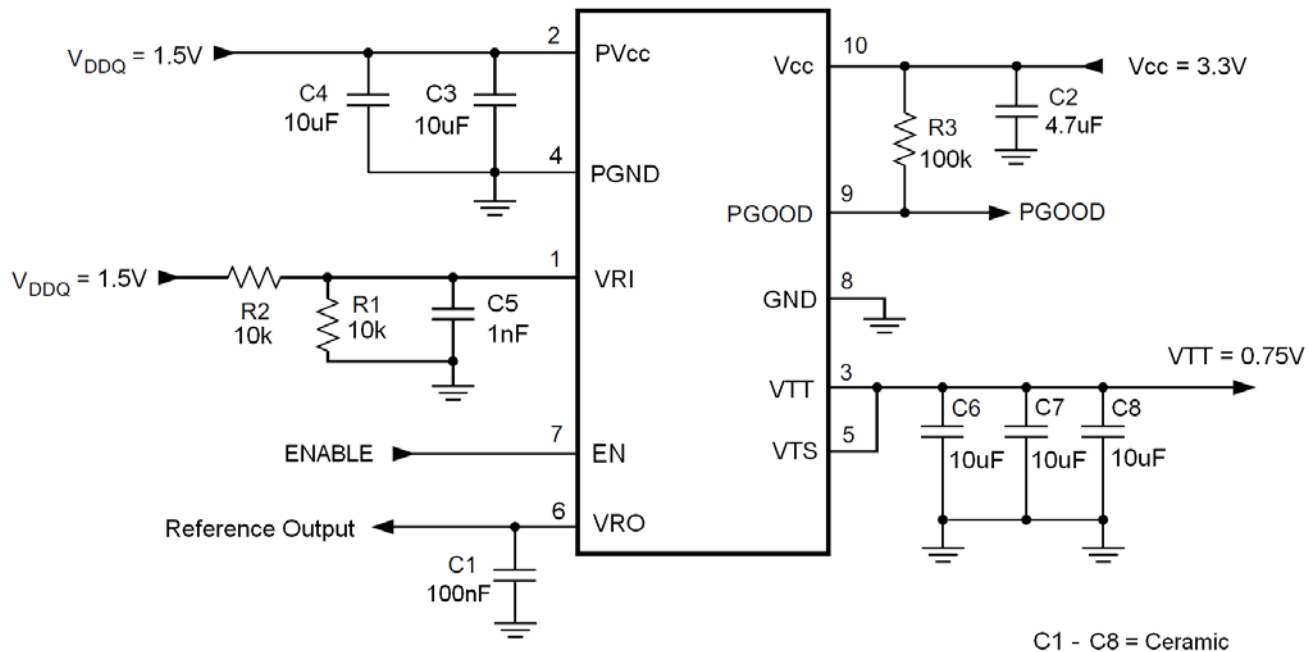 V_DDQ = 1.5V
2
PVcc
C4
10uF
C3
10uF
4
PGND
V_DDQ = 1.5V
1
VRI
R2
10k
R1
10k
C5
1nF
ENABLE
7
EN
Reference Output
6
VRO
C1
100nF
10
Vcc
Vcc = 3.3V
C2
4.7uF
R3
100k
9
PGOOD
PGOOD
8
GND
VTT = 0.75V
3
VTT
5
VTS
C6
10uF
C7
10uF
C8
10uF
C1 - C8 = Ceramic